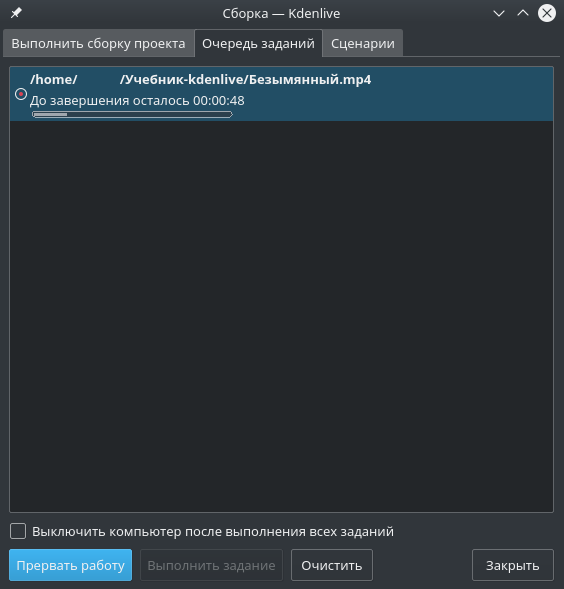 Сборка — Kdenlive
Выполнить сборку проекта Очередь заданий Сценарии
/home/ /Учебник-kdenlive/Безымянный.mp4
До завершения осталось 00:00:48
Выключить компьютер после выполнения всех заданий
Прервать работу Выполнить задание Очистить Закрыть